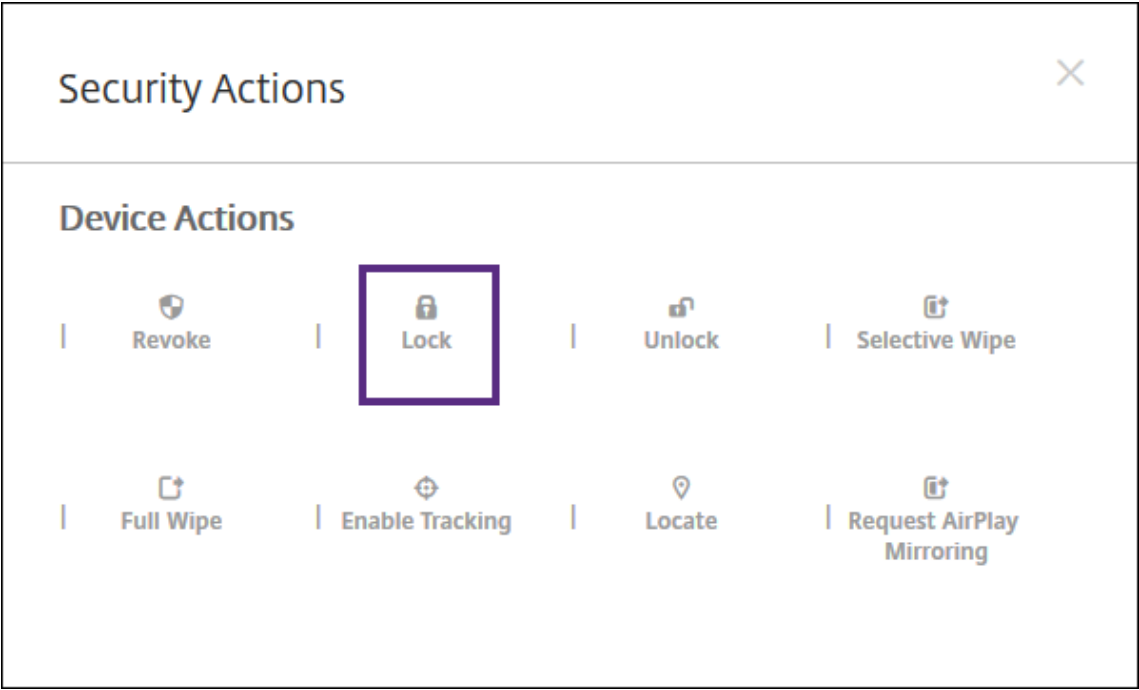 Security Actions
Device Actions
Revoke
Lock
Unlock
Selective Wipe
Full Wipe
Enable Tracking
Locate
Request AirPlay
Mirroring